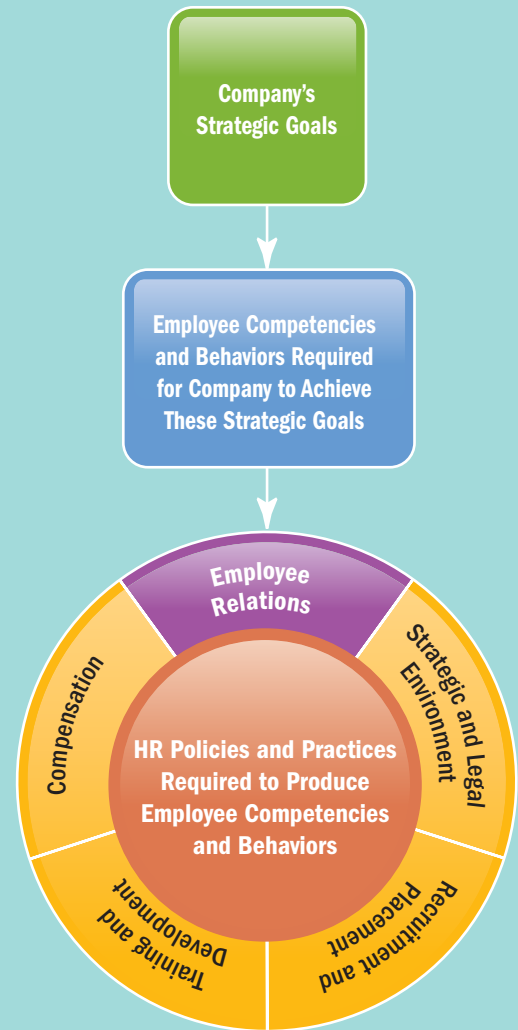 Company's
Strategic Goals
Employee Competencies
and Behaviors Required
for Company to Achieve
These Strategic Goals
Employee
Relations
Strategic and Legal
Environment
Recruitment and
Placement
Training and
Development
Compensation
HR Policies and Practices
Required to Produce
Employee Competencies
and Behaviors